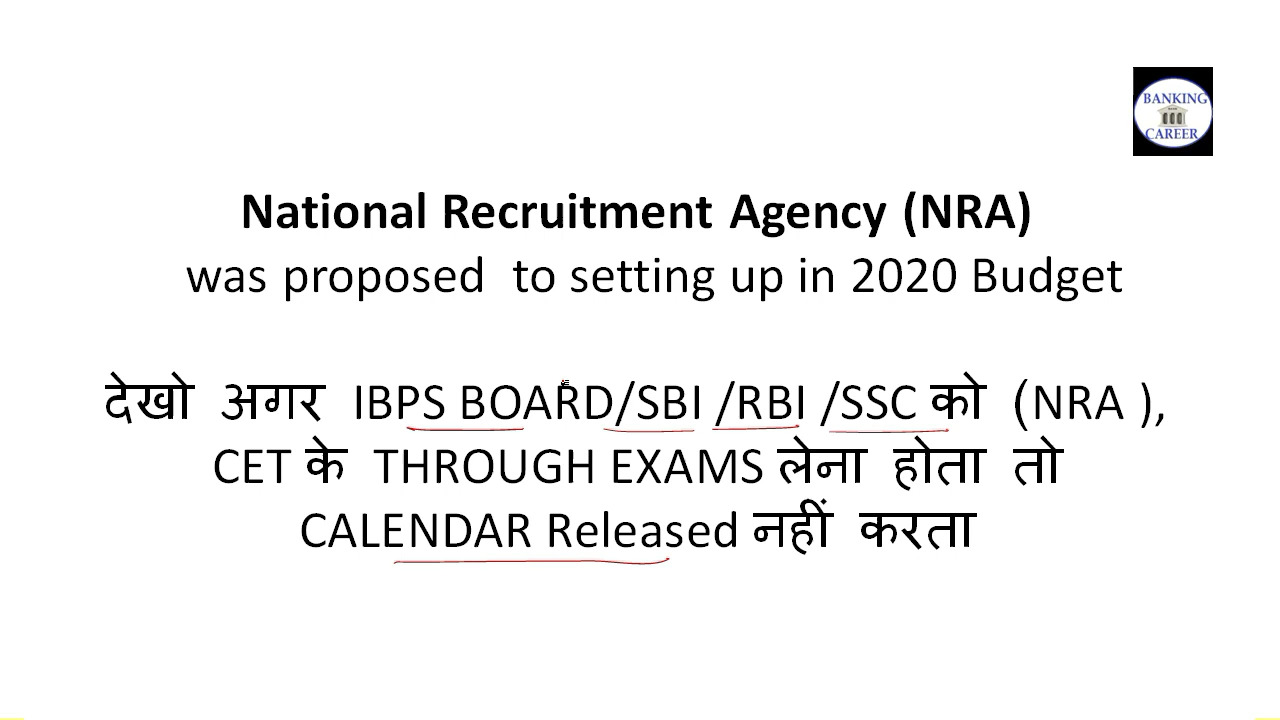 BANKING
CAREER
National Recruitment Agency (NRA)
was proposed to setting up in 2020 Budget
देखो अगर IBPS BOARD/SBI /RBI /SSC को (NRA ),
CET के THROUGH EXAMS लेना होता तो
CALENDAR Released नहीं करता